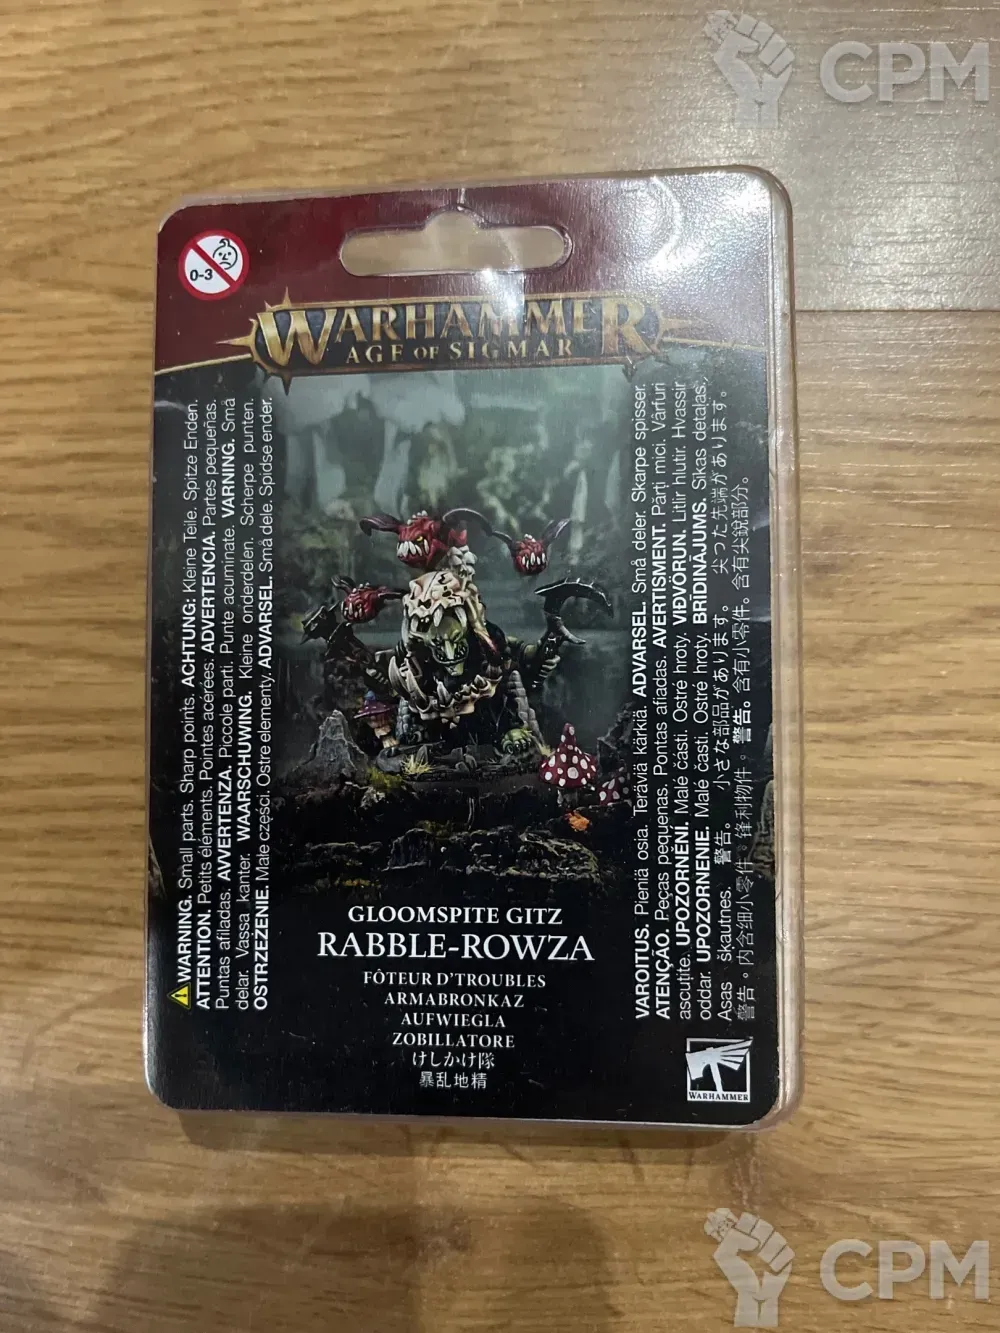 CPM
0-3
WARHAMMER
AGE OF SIGMAR
WARNING. Small parts. Sharp points. ACHTUNG: Kleine Teile. Spitze Enden.
ATTENTION. Petits éléments. Pointes acérées. ADVERTENCIA. Partes pequeñas.
Puntas afiladas. AVVERTENZA. Piccole parti. Punte acuminate. VARNING. Små
delar. Vassa kanter. WAARSCHUWING. Kleine onderdelen. Scherpe punten.
OSTRZEZENIE. Małe części. Ostre elementy. ADVARSEL. Små dele. Spidse ender.
VAROITUS. Pieniä osia. Teräviä kärkiä. ADVARSEL. Små deler. Skarpe spisser.
ATENÇÃO. Peças pequenas. Pontas afiadas. AVERTISMENT. Părți mici. Vârfuri
ascuțite. UPOZORNĚNÍ. Malé části. Ostré hroty. VIÐVÖRUN. Litlir hlutir. Hvassir
oddar. UPOZORNENIE. Malé časti. Ostré hroty. BRĪDINĀJUMS. Sīkas detaļas.
Asas šķautnes. 警告。 小さな部品があります。 尖った先端があります。
警告。内含细小零件。锋利物件。警告。含有小零件。含有尖銳部分。
GLOOMSPITE GITZ
RABBLE-ROWZA
FÔTEUR D'TROUBLES
ARMABRONKAZ
AUFWIEGLA
ZOBILLATORE
けしかけ隊
暴乱地精
WARHAMMER
CPM